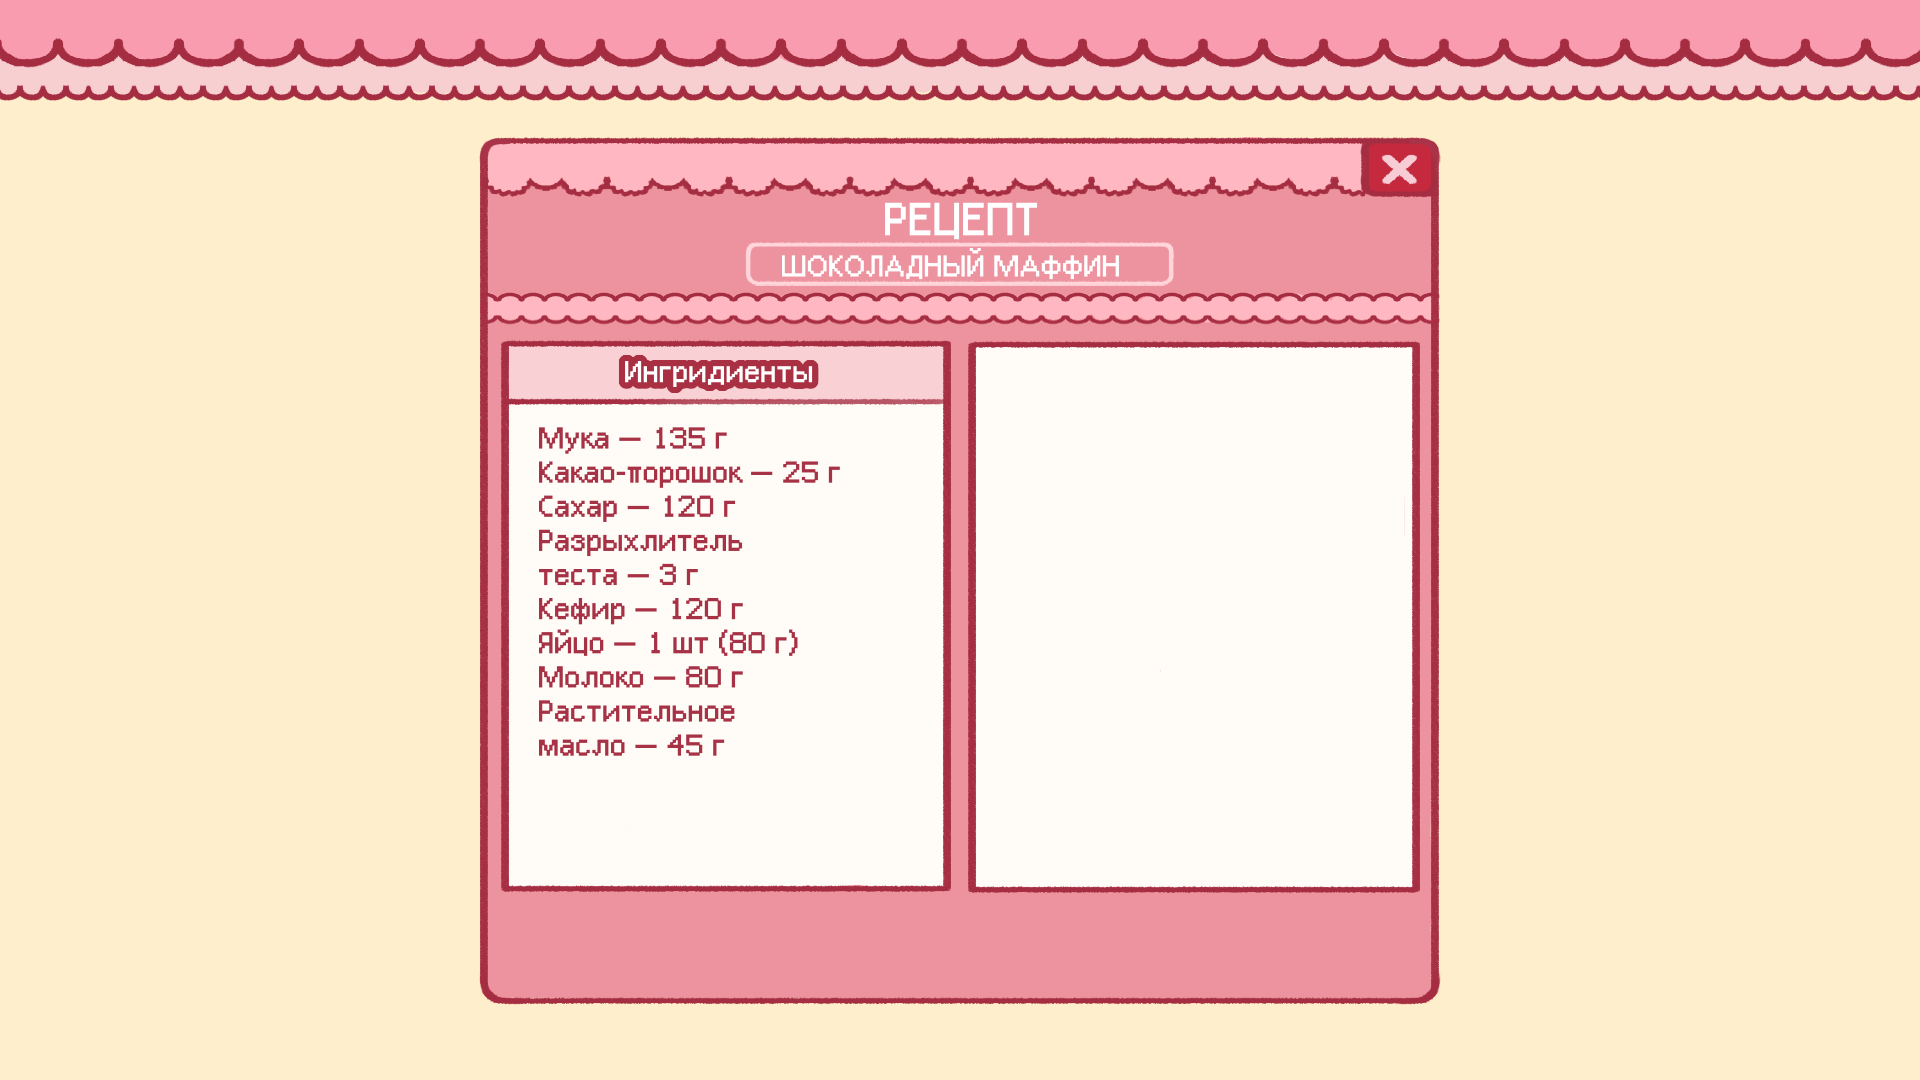 РЕЦЕПТ
ШОКОЛАДНЫЙ МАФФИН
Ингридиенты
Мука — 135 г
Какао-порошок — 25 г
Сахар — 120 г
Разрыхлитель
теста — 3 г
Кефир — 120 г
Яйцо — 1 шт (80 г)
Молоко — 80 г
Растительное
масло — 45 г